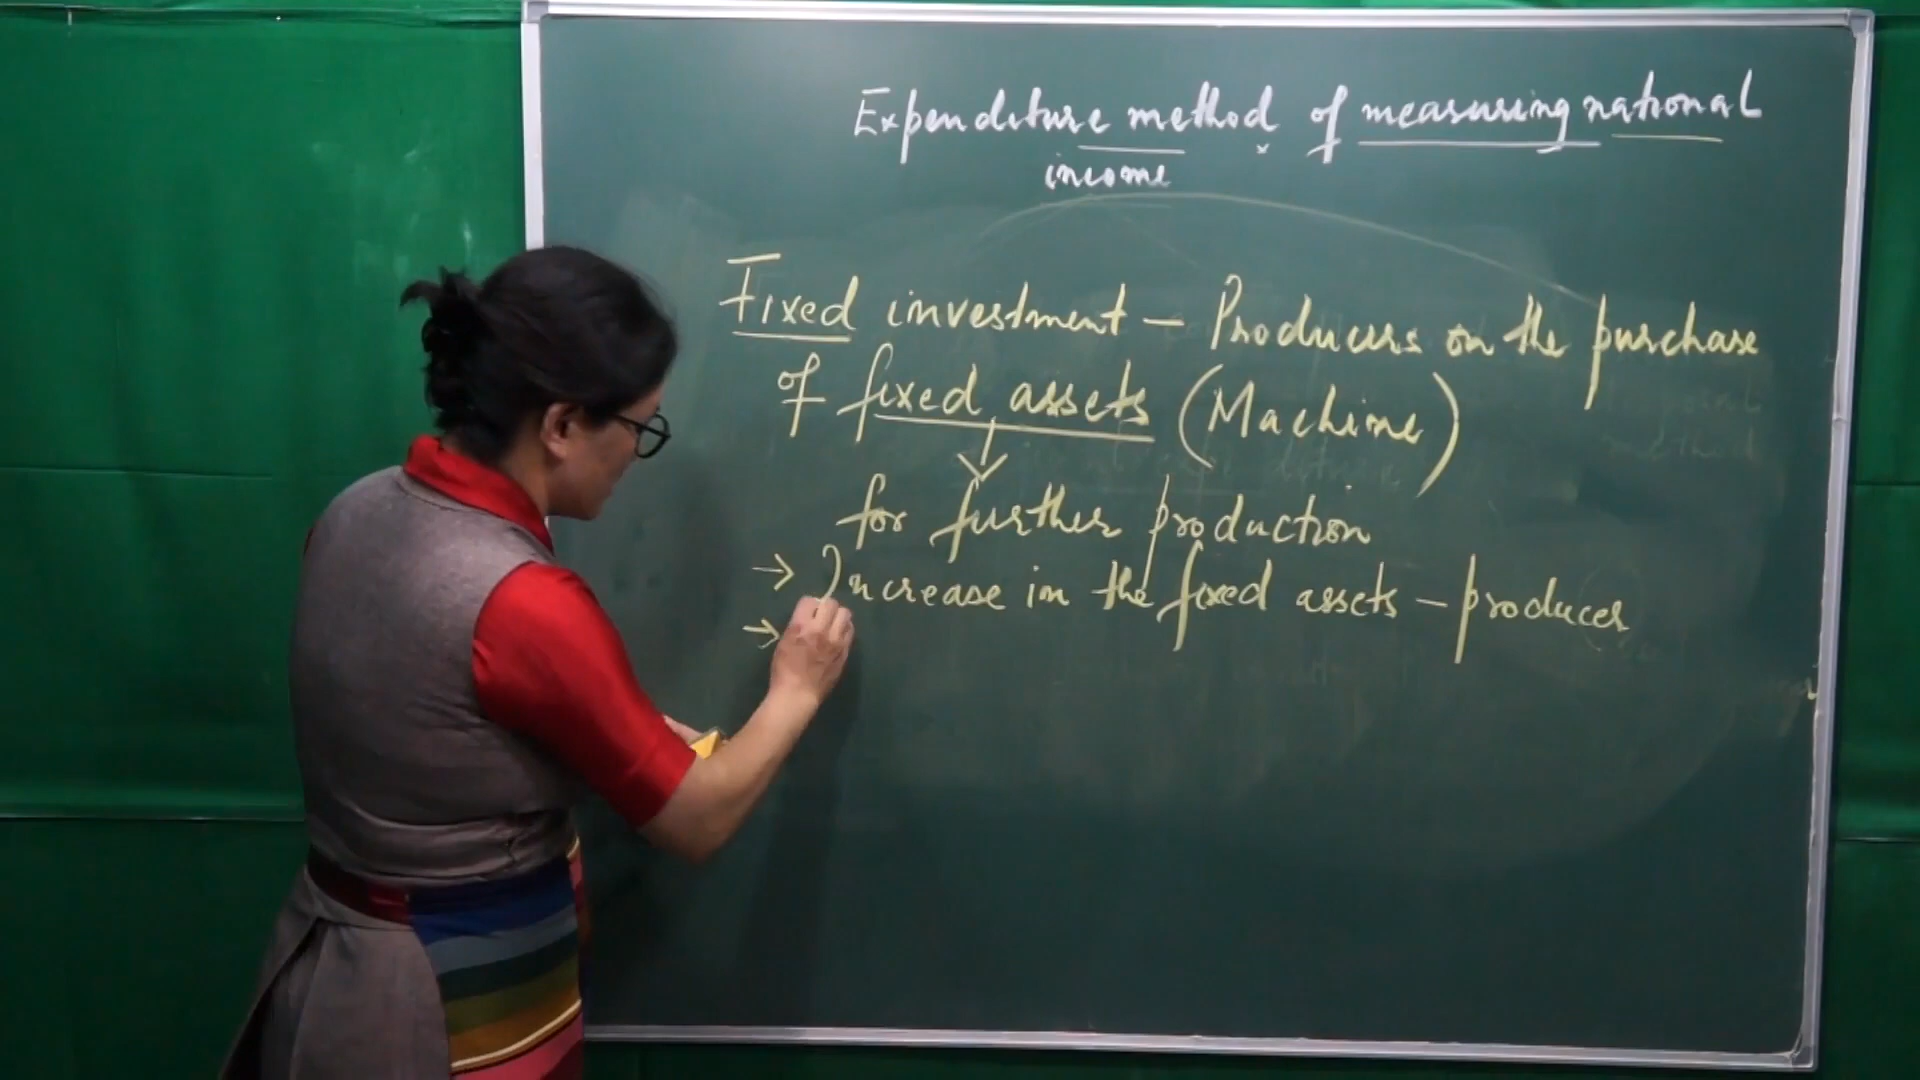 Expenditure method of measuring national
income
Fixed investment – Producers on the purchase
of fixed assets (Machine)
for further production
→ Increase in the fixed assets – producer
→